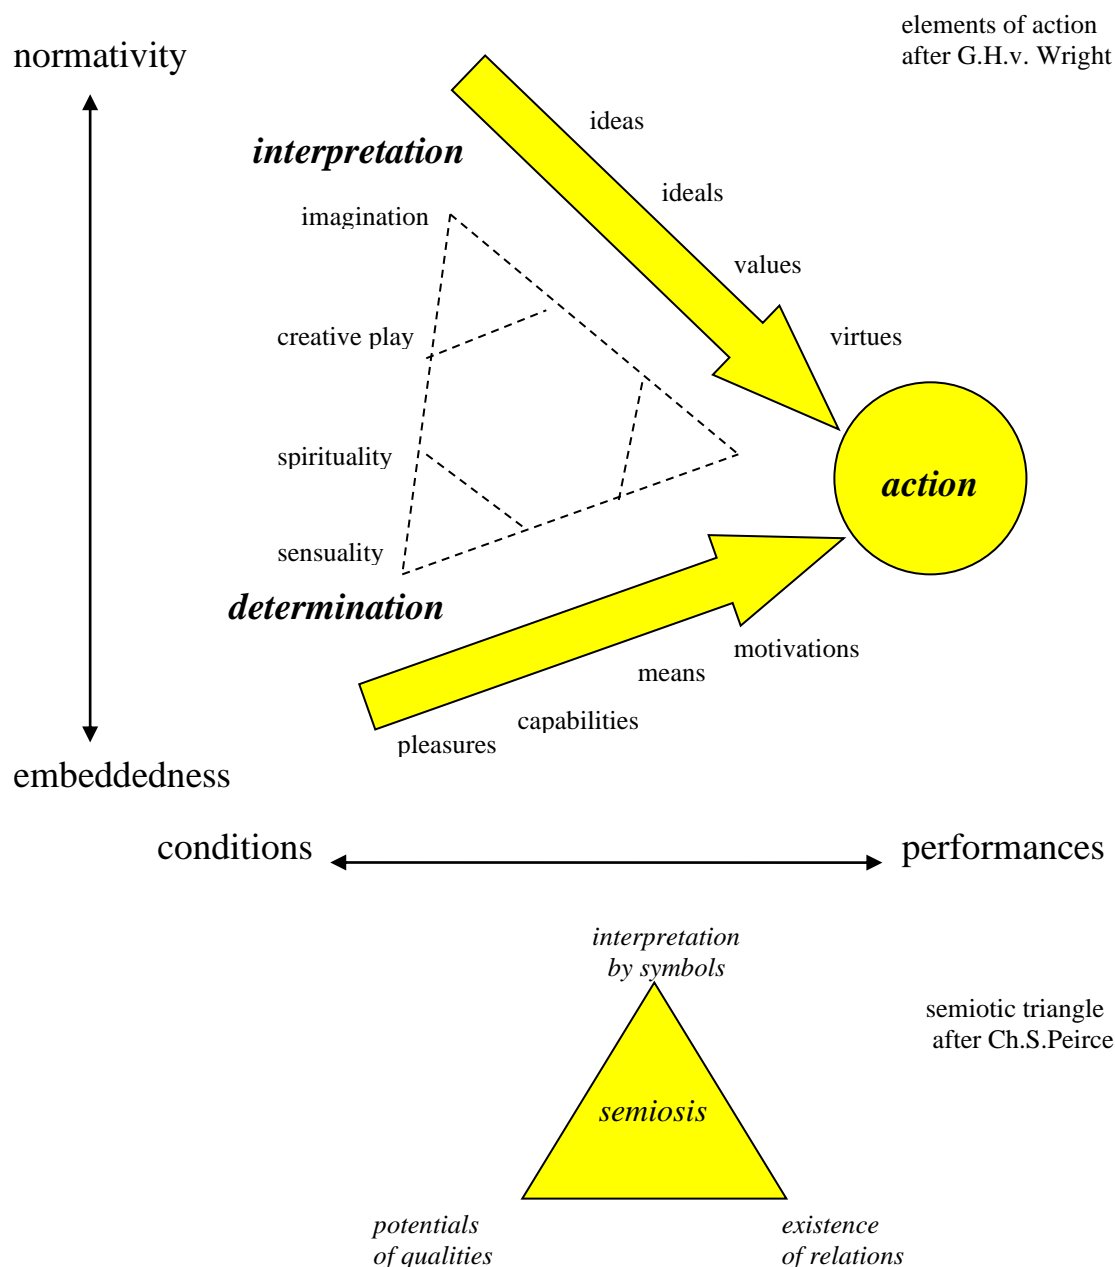 elements of action
after G.H.v. Wright
normativity
ideas
interpretation
ideals
imagination
values
creative play
virtues
spirituality
action
sensuality
determination
motivations
means
capabilities
pleasures
embeddedness
conditions
performances
interpretation
by symbols
semiotic triangle
after Ch.S.Peirce
semiosis
potentials
of qualities
existence
of relations